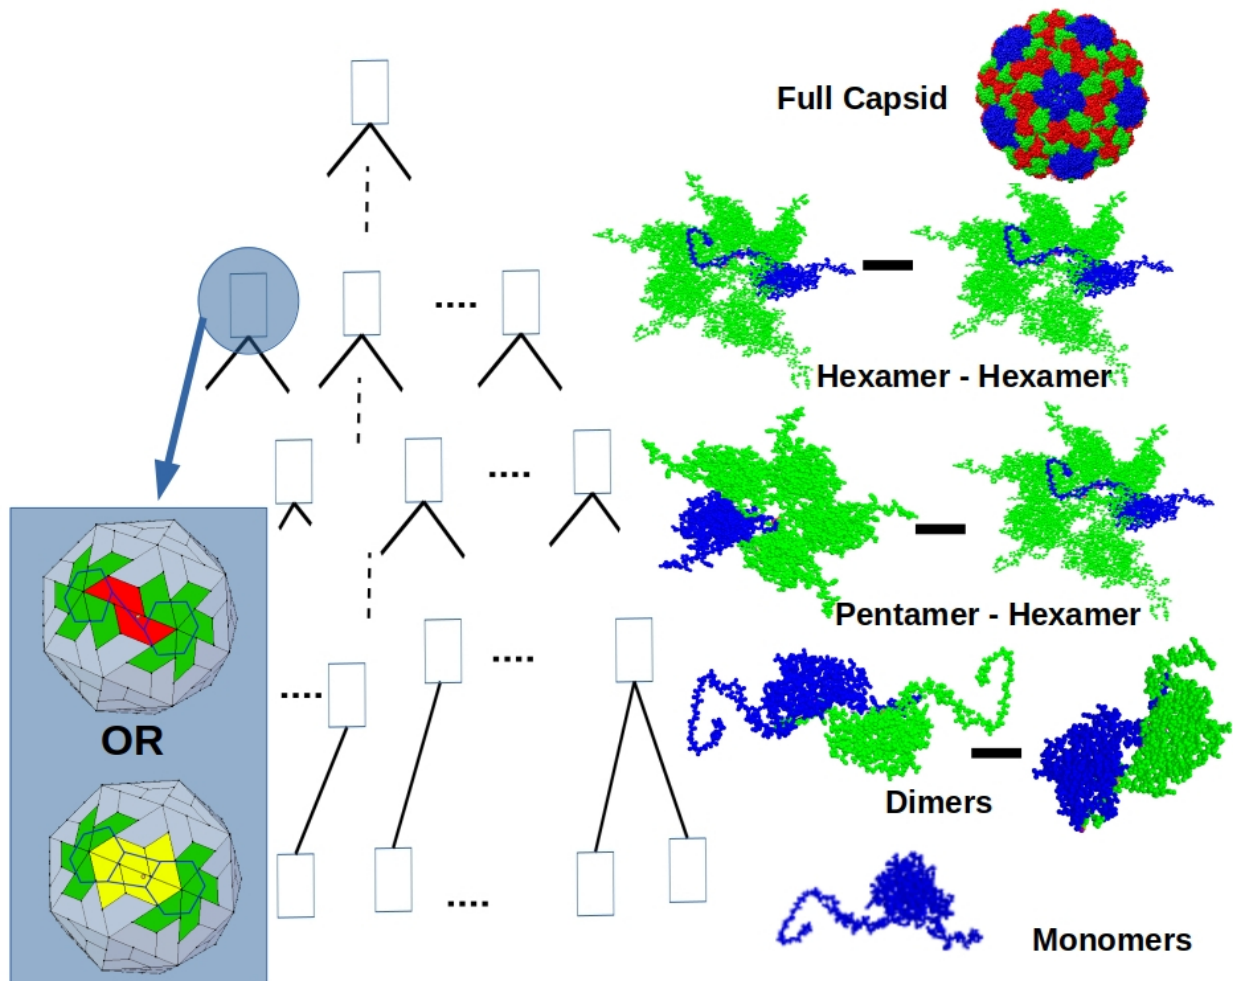 Full Capsid
Hexamer - Hexamer
Pentamer - Hexamer
OR
Dimers
Monomers